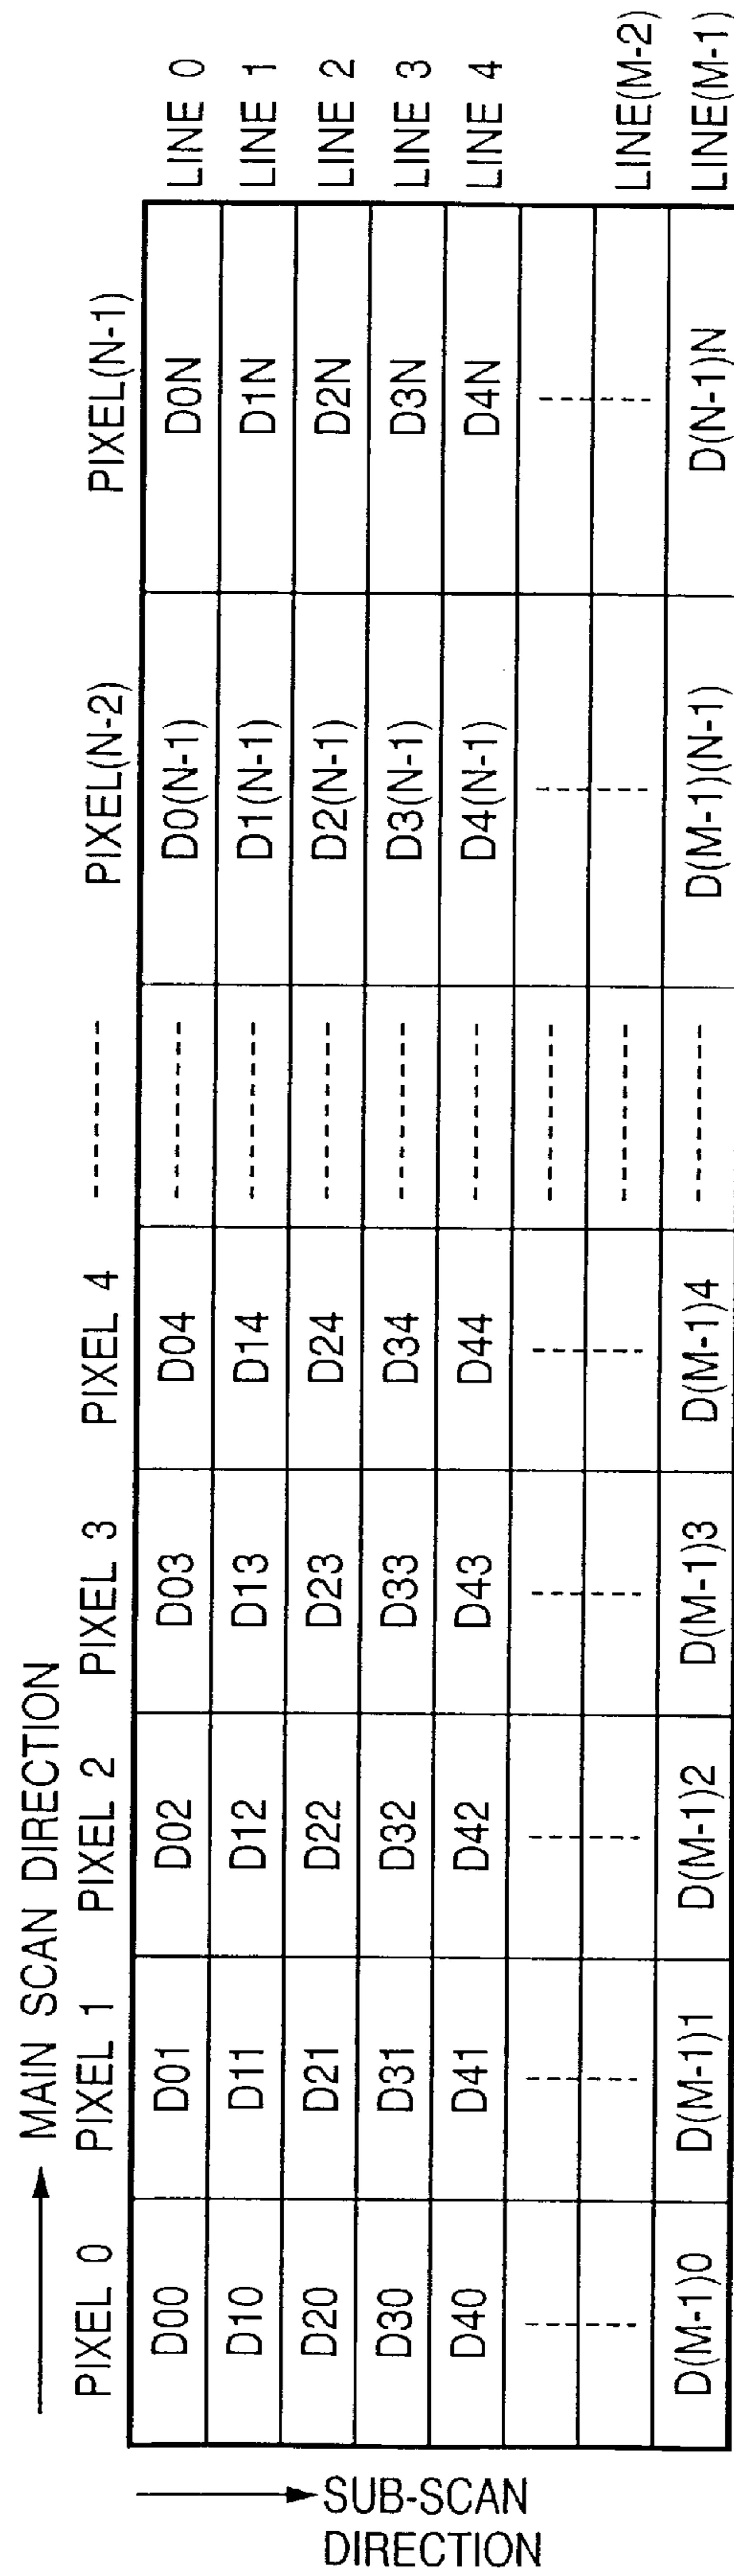 MAIN SCAN DIRECTION
PIXEL 0 PIXEL 1 PIXEL 2 PIXEL 3 PIXEL 4 --------- PIXEL(N-2) PIXEL(N-1)
D00 D01 D02 D03 D04 --------- D0(N-1) D0N LINE 0
D10 D11 D12 D13 D14 --------- D1(N-1) D1N LINE 1
D20 D21 D22 D23 D24 --------- D2(N-1) D2N LINE 2
D30 D31 D32 D33 D34 --------- D3(N-1) D3N LINE 3
D40 D41 D42 D43 D44 --------- D4(N-1) D4N LINE 4
LINE(M-2)
D(M-1)0 D(M-1)1 D(M-1)2 D(M-1)3 D(M-1)4 --------- D(M-1)(N-1) D(N-1)N LINE(M-1)
SUB-SCAN
DIRECTION